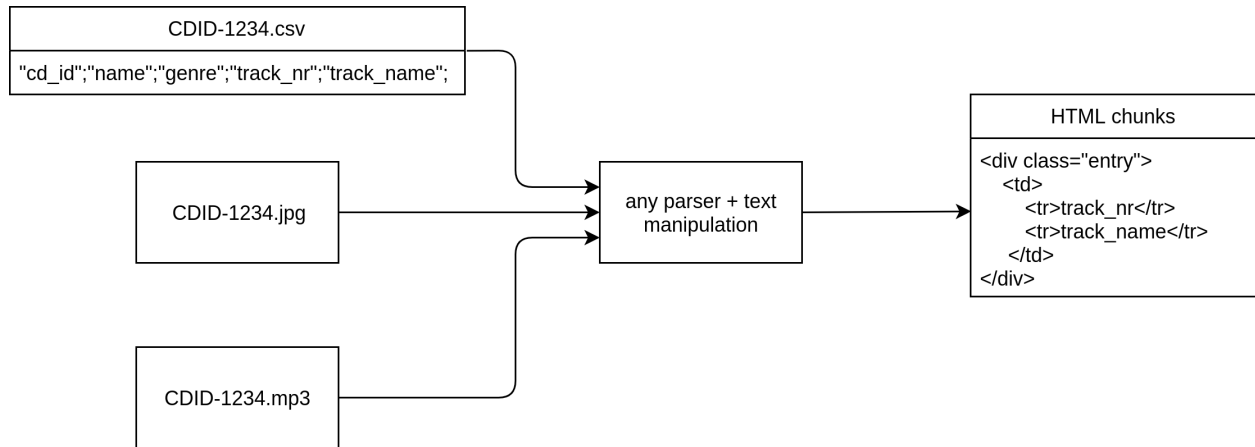 CDID-1234.csv
"cd_id";"name";"genre";"track_nr";"track_name";
CDID-1234.jpg
CDID-1234.mp3
any parser + text
manipulation
HTML chunks
<div class="entry">
<td>
<tr>track_nr</tr>
<tr>track_name</tr>
</td>
</div>